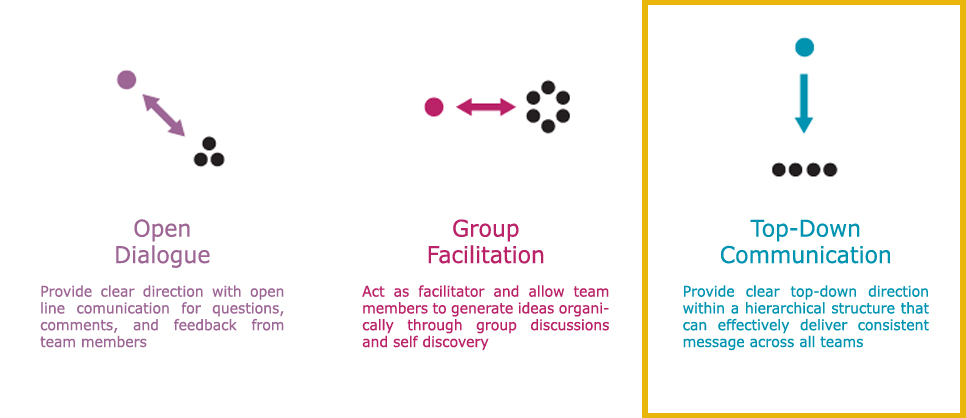 Open
Dialogue
Provide clear direction with open
line comunication for questions,
comments, and feedback from
team members
Group
Facilitation
Act as facilitator and allow team
members to generate ideas organi-
cally through group discussions
and self discovery
Top-Down
Communication
Provide clear top-down direction
within a hierarchical structure that
can effectively deliver consistent
message across all teams